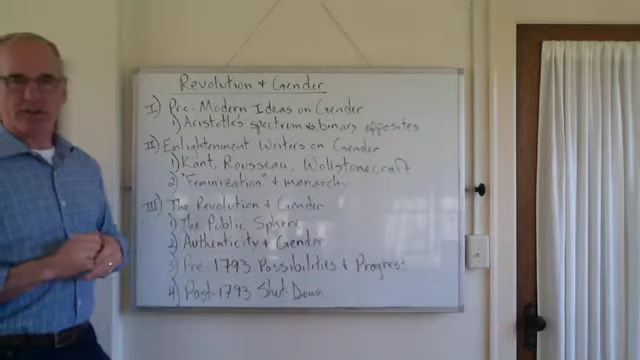 Revolution + Gender
I) Pre-Modern Ideas on Gender
1) Aristotle's spectrum vs binary opposites
II) Enlightenment Writers on Gender
1) Kant, Rousseau, Wollstonecraft
2) "Feminization" + monarchy
III) The Revolution + Gender
1) The Public Sphere
2) Authenticity + Gender
3) Pre-1793 Possibilities + Progress
4) Post-1793 Shut-Down